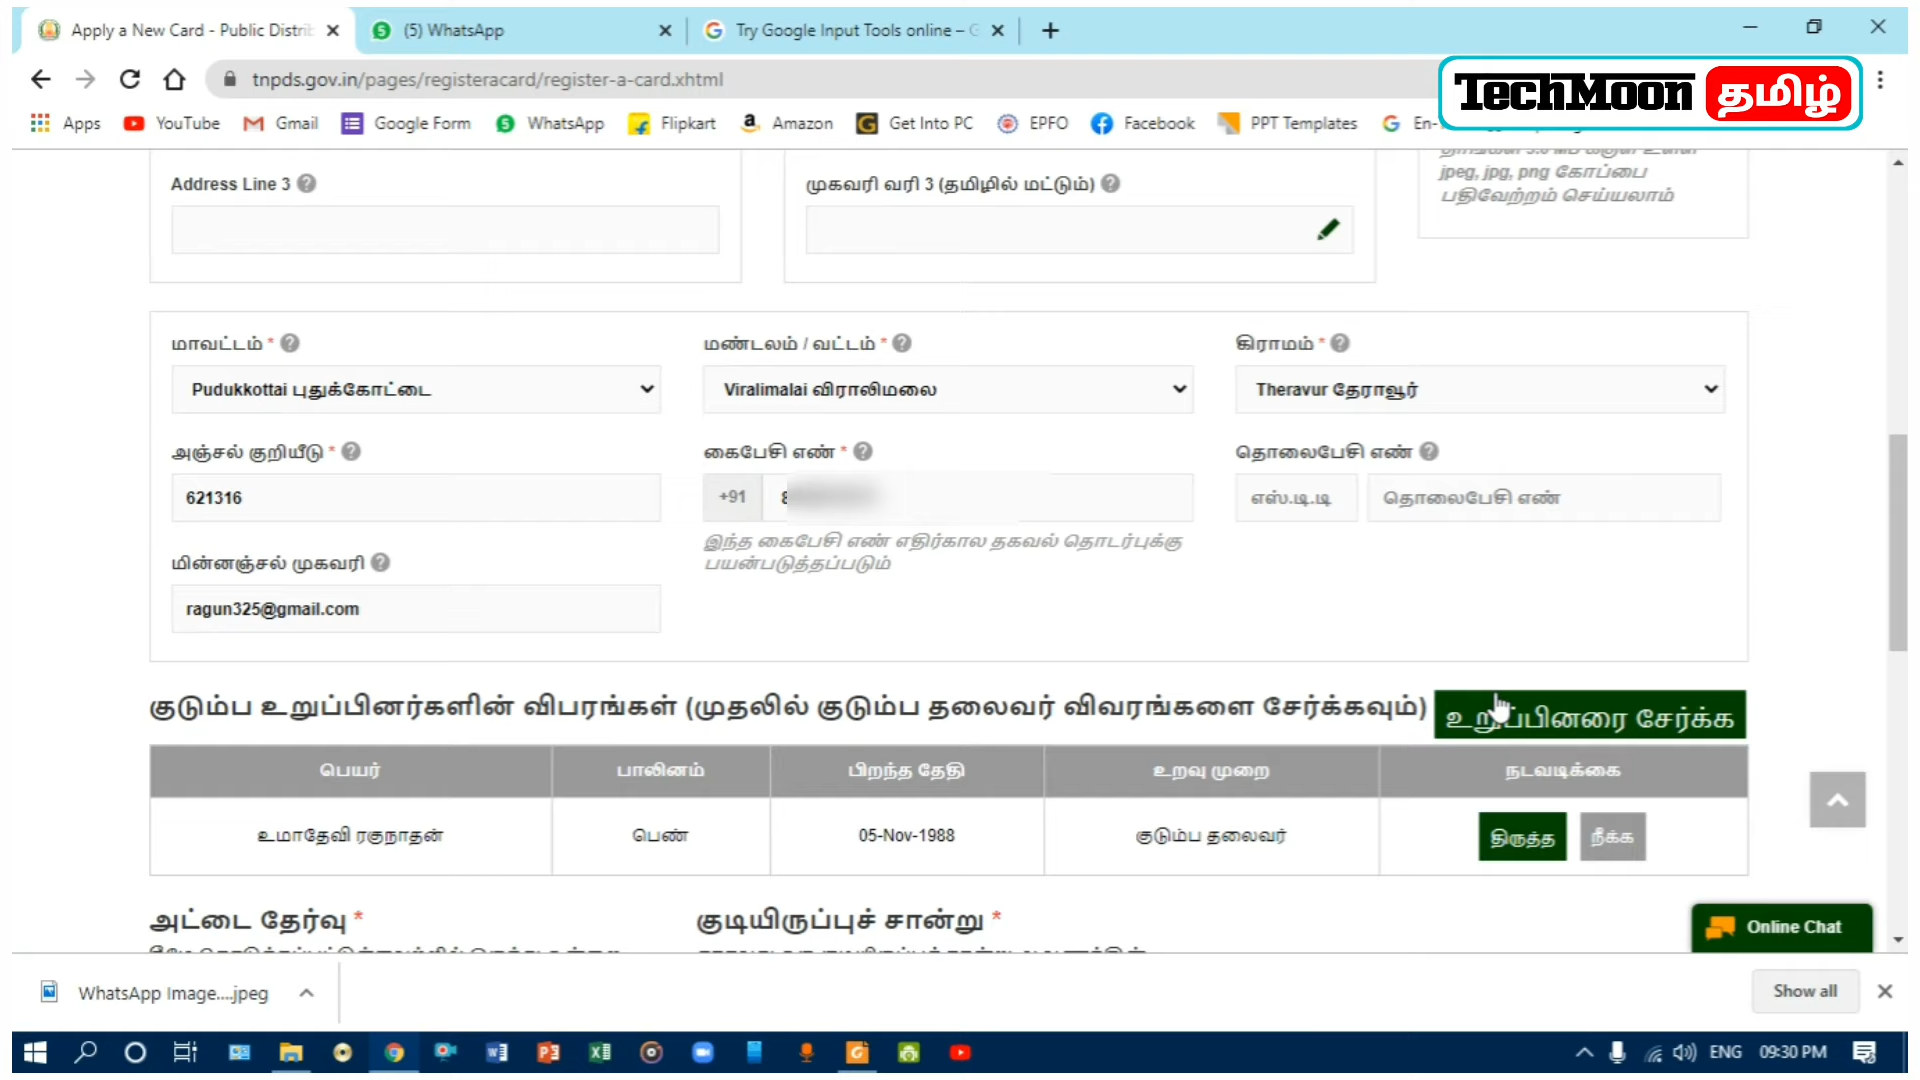 Apply a New Card - Public Distrib
(5) WhatsApp
Try Google Input Tools online – G
tnpds.gov.in/pages/registeracard/register-a-card.xhtml
TechMoon தமிழ்
Apps YouTube Gmail Google Form WhatsApp Flipkart Amazon Get Into PC EPFO Facebook PPT Templates
jpeg, jpg, png கோப்பை
பதிவேற்றம் செய்யலாம்
Address Line 3
முகவரி வரி 3 (தமிழில் மட்டும்)
மாவட்டம் * மண்டலம் / வட்டம் * கிராமம் *
Pudukkottai புதுக்கோட்டை Viralimalai விராலிமலை Theravur தேராவூர்
அஞ்சல் குறியீடு * கைபேசி எண் * தொலைபேசி எண்
621316 +91 8 எஸ்.டி.டி தொலைபேசி எண்
இந்த கைபேசி எண் எதிர்கால தகவல் தொடர்புக்கு
பயன்படுத்தப்படும்
மின்னஞ்சல் முகவரி
ragun325@gmail.com
குடும்ப உறுப்பினர்களின் விபரங்கள் (முதலில் குடும்ப தலைவர் விவரங்களை சேர்க்கவும்) உறுப்பினரை சேர்க்க
பெயர் பாலினம் பிறந்த தேதி உறவு முறை நடவடிக்கை
உமாதேவி ரகுநாதன் பெண் 05-Nov-1988 குடும்ப தலைவர் திருத்த நீக்க
அட்டை தேர்வு * குடியிருப்புச் சான்று *
Online Chat
WhatsApp Image....jpeg
Show all
ENG 09:30 PM